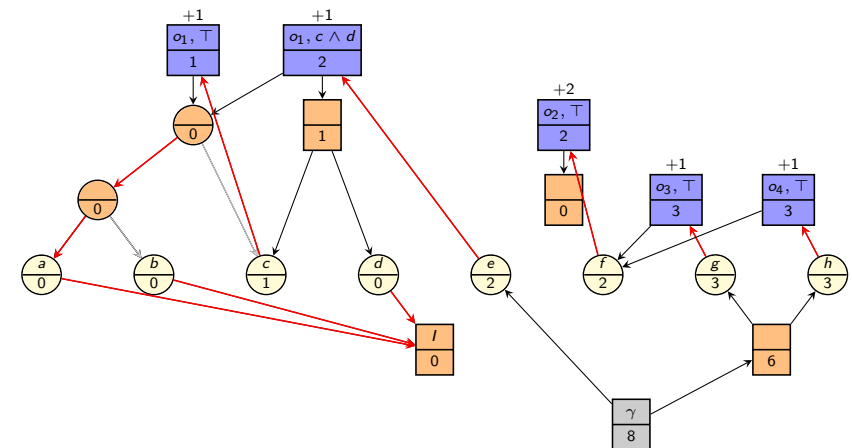 +1 +1
o₁, ⊤ o₁, c ∧ d
1 2
+2
o₂, ⊤
2
0
1
+1 +1
o₃, ⊤ o₄, ⊤
3 3
0
0
a b c d e f g h
0 0 1 0 2 2 3 3
I
0
6
γ
8